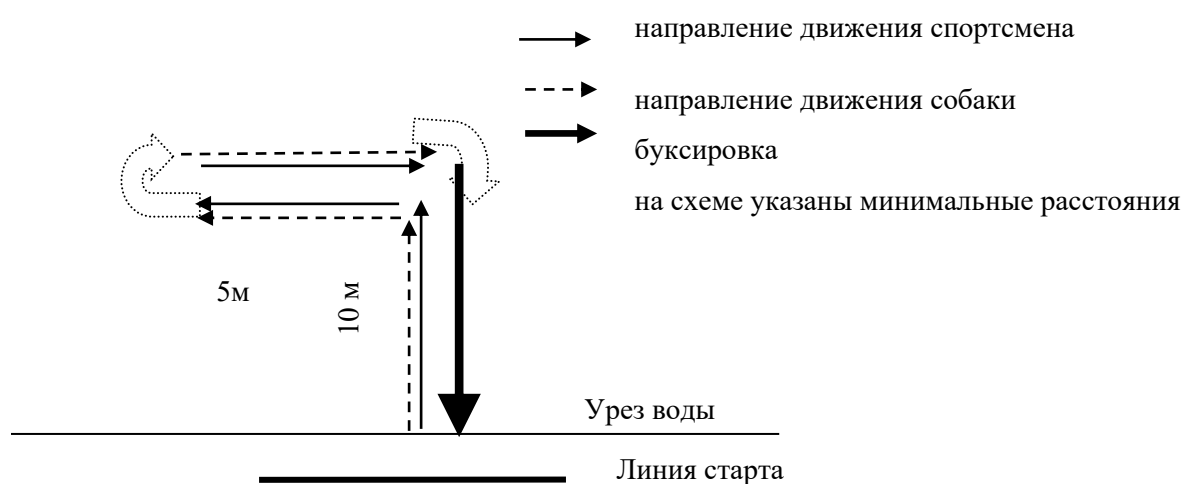 направление движения спортсмена
направление движения собаки
буксировка
на схеме указаны минимальные расстояния
5м
10 м
Урез воды
Линия старта